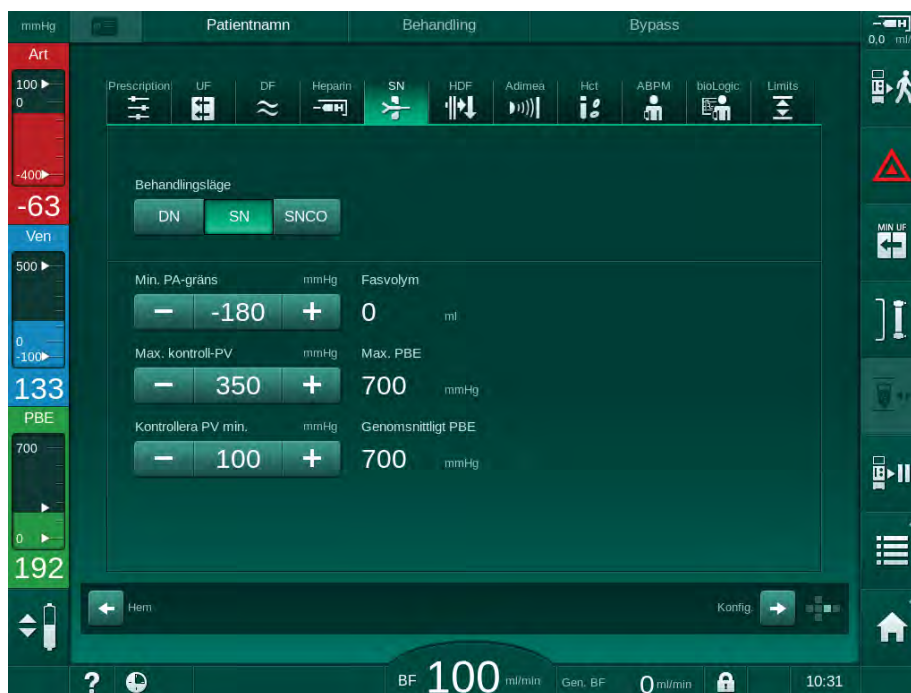 mmHg Patientnamn Behandling Bypass
0,0 ml/
Art
100
0
-400
-63
Ven
500
0
-100
133
PBE
700
0
192
Prescription UF DF Heparin SN HDF Adimea Hct ABPM bioLogic Limits
Behandlingsläge
DN SN SNCO
Min. PA-gräns mmHg Fasvolym
− -180 + 0 ml
Max. kontroll-PV mmHg Max. PBE
− 350 + 700 mmHg
Kontrollera PV min. mmHg Genomsnittligt PBE
− 100 + 700 mmHg
MIN UF
Hem Konfig.
? BF 100 ml/min Gen. BF 0 ml/min 10:31